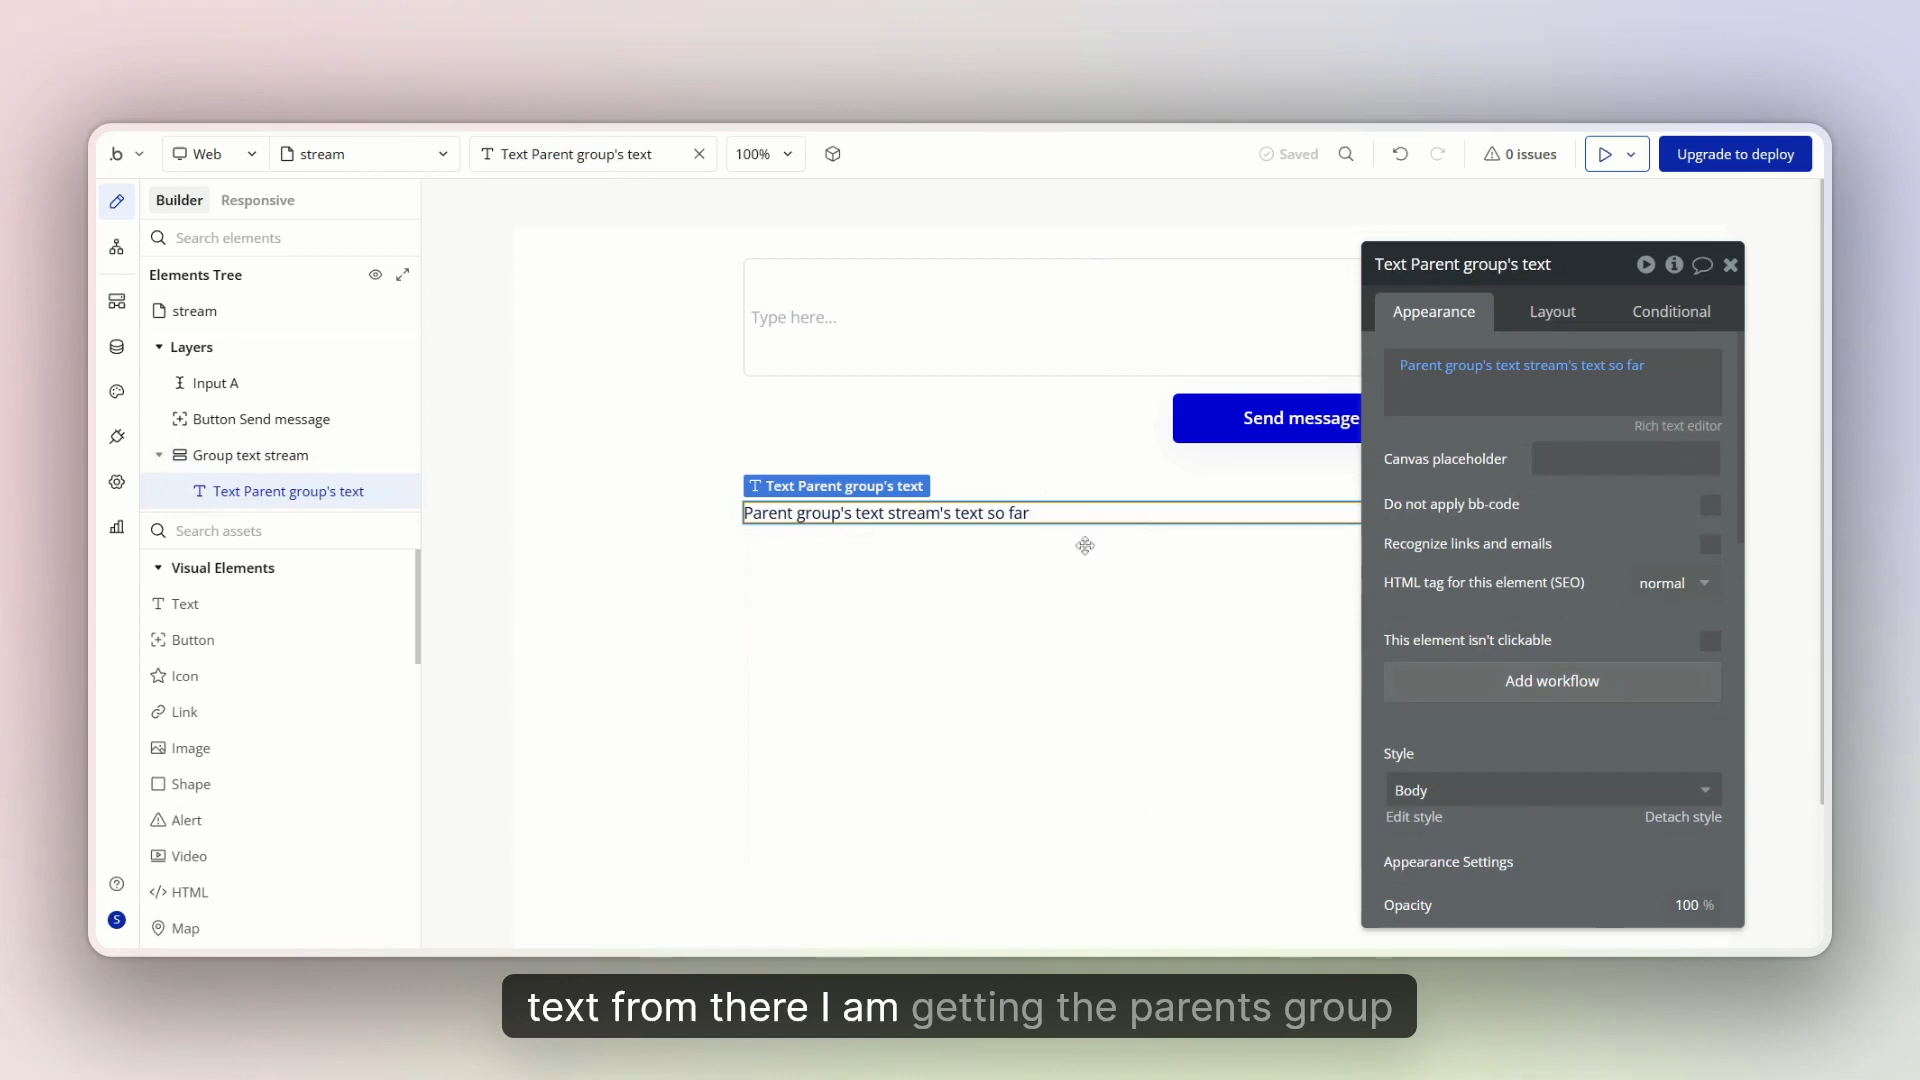 Web
stream
Text Parent group's text
100%
Saved
0 issues
Upgrade to deploy
Builder
Responsive
Search elements
Elements Tree
stream
Layers
Input A
Button Send message
Group text stream
Text Parent group's text
Search assets
Visual Elements
Text
Button
Icon
Link
Image
Shape
Alert
Video
HTML
Map
S
Type here...
Send message
Text Parent group's text
Parent group's text stream's text so far
Text Parent group's text
Appearance
Layout
Conditional
Parent group's text stream's text so far
Rich text editor
Canvas placeholder
Do not apply bb-code
Recognize links and emails
HTML tag for this element (SEO)
normal
This element isn't clickable
Add workflow
Style
Body
Edit style
Detach style
Appearance Settings
Opacity
100 %
text from there I am getting the parents group